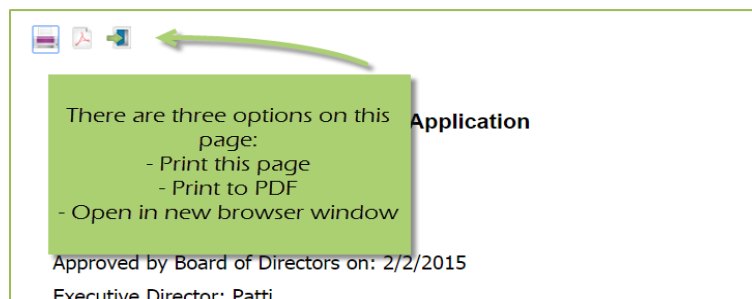 There are three options on this
page:
- Print this page
- Print to PDF
- Open in new browser window
Application
Approved by Board of Directors on: 2/2/2015
Executive Director: Patti